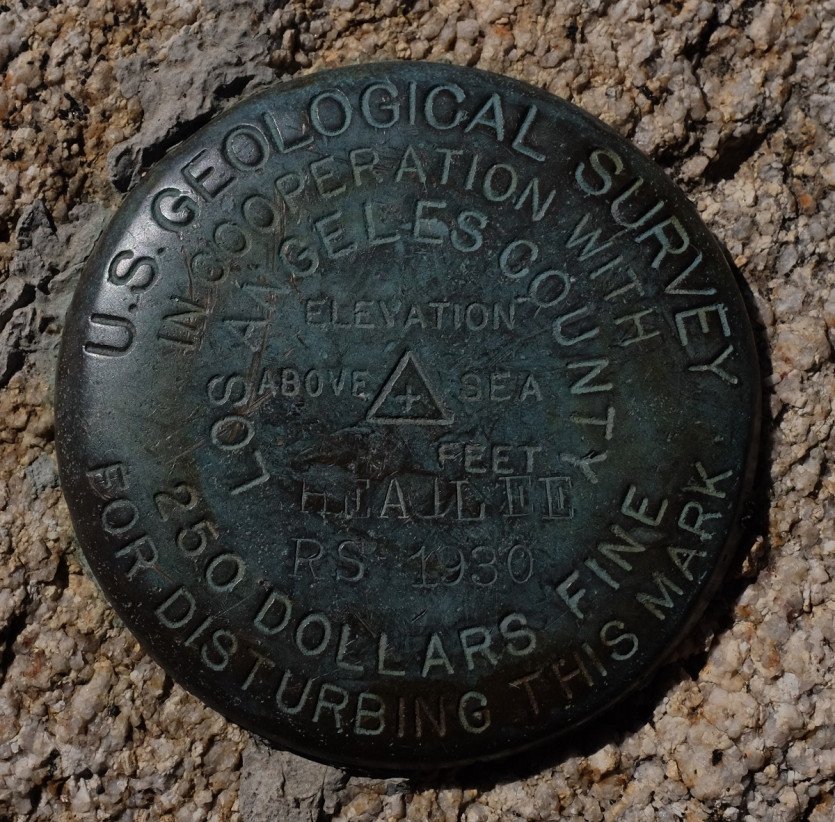 U.S. GEOLOGICAL SURVEY
IN COOPERATION WITH
LOS ANGELES COUNTY
ELEVATION
ABOVE SEA
FEET
RS 1930
250 DOLLARS FINE
FOR DISTURBING THIS MARK